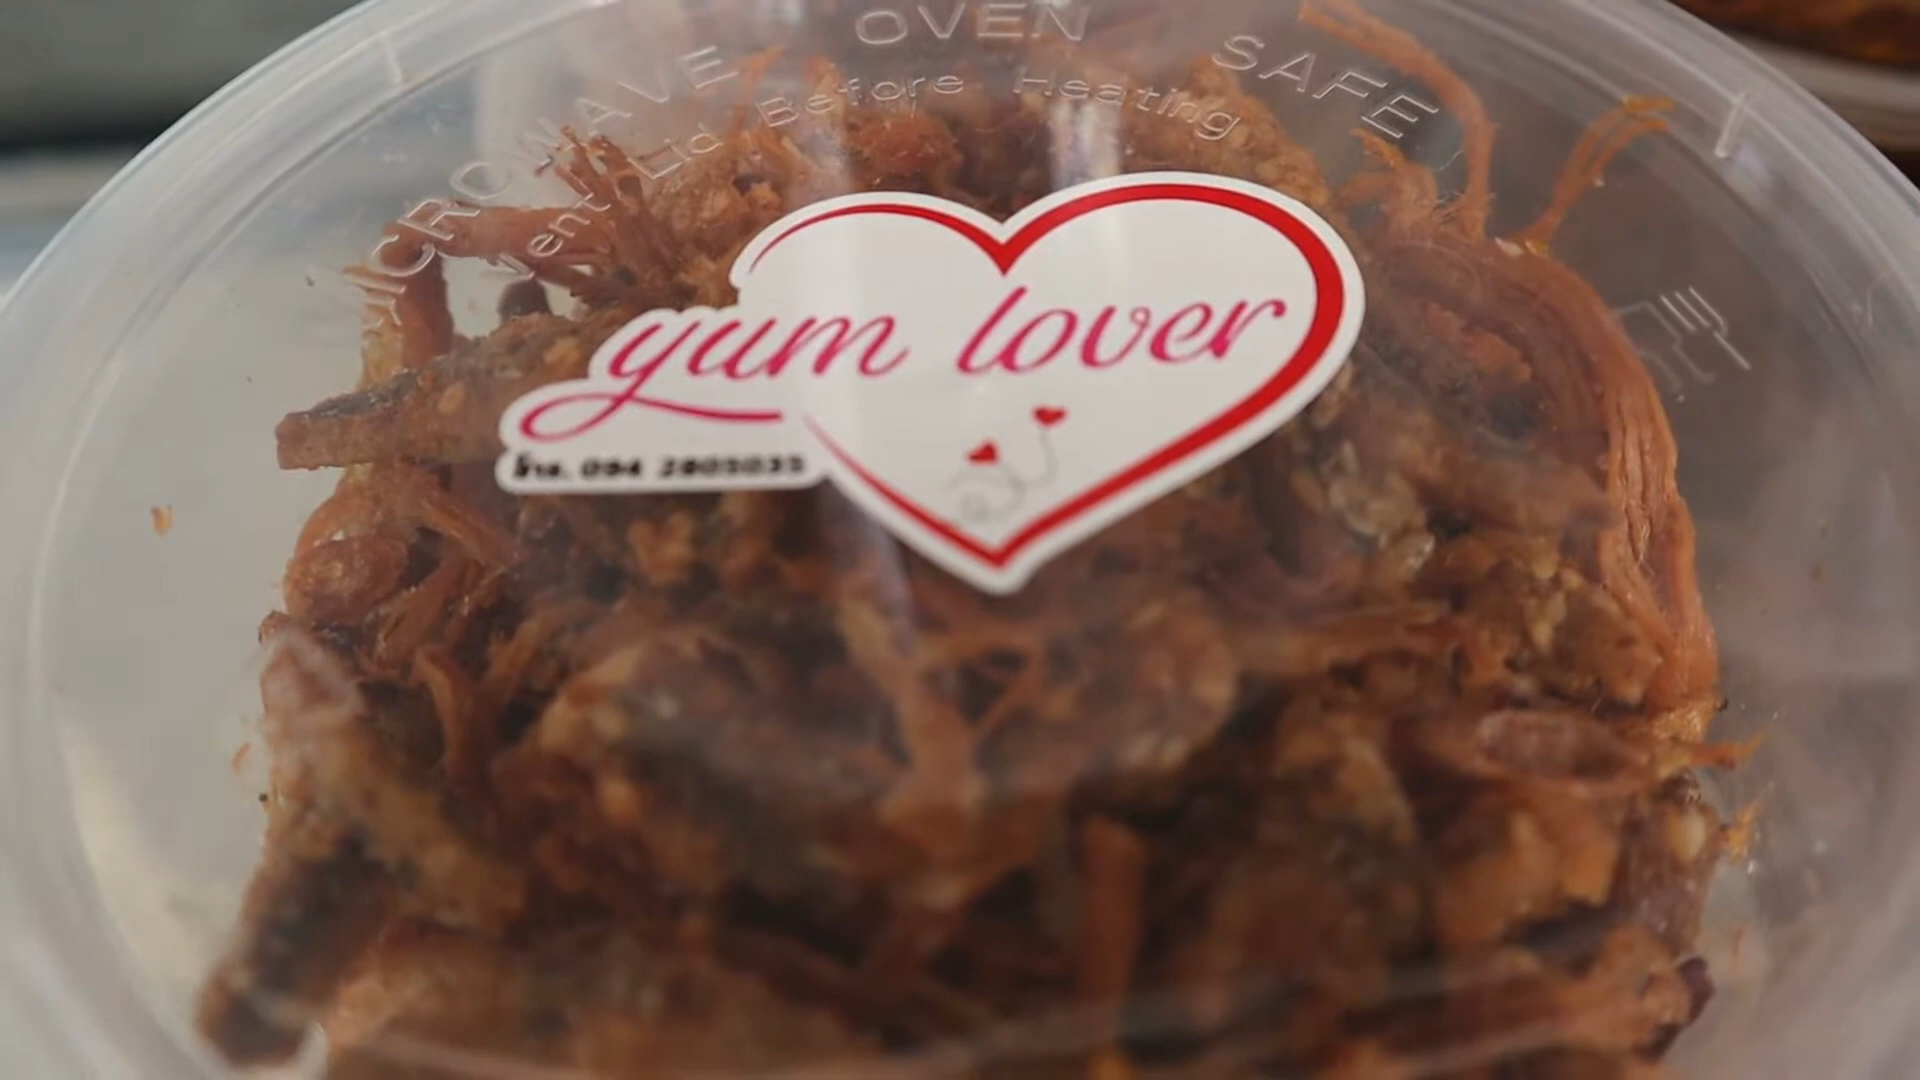 MICROWAVE OVEN SAFE
Vent Lid Before Heating
yum lover
โทร. 094 2805035